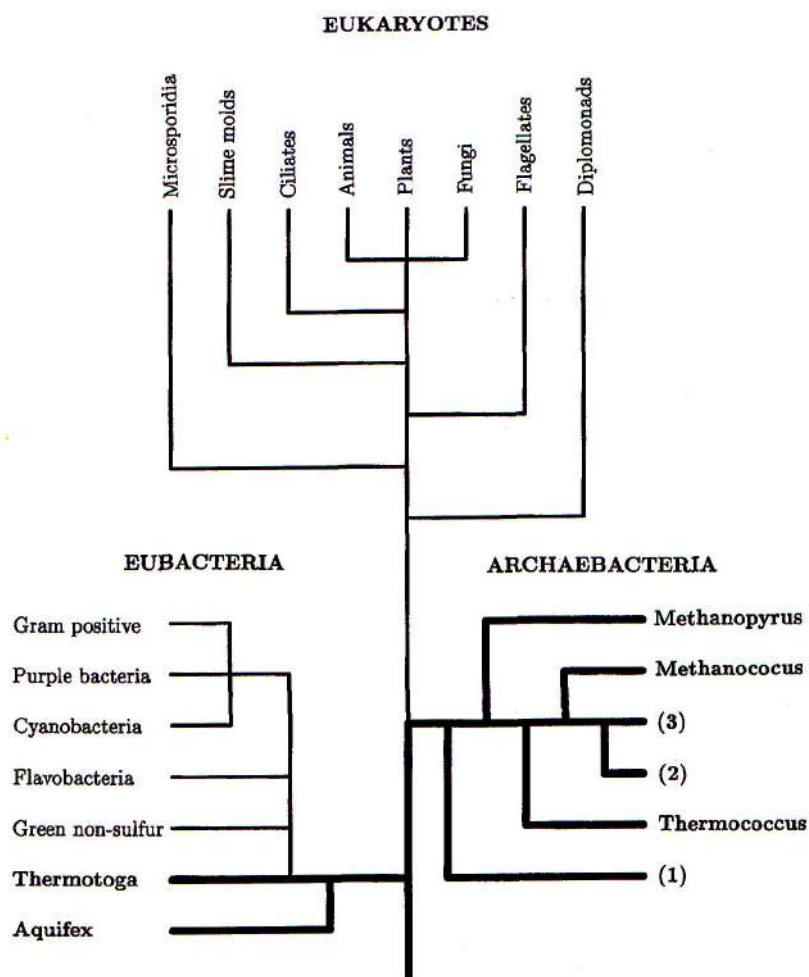 EUKARYOTES
Microsporidia
Slime molds
Ciliates
Animals
Plants
Fungi
Flagellates
Diplomonads
EUBACTERIA
Gram positive
Purple bacteria
Cyanobacteria
Flavobacteria
Green non-sulfur
Thermotoga
Aquifex
ARCHAEBACTERIA
Methanopyrus
Methanococus
(3)
(2)
Thermococcus
(1)